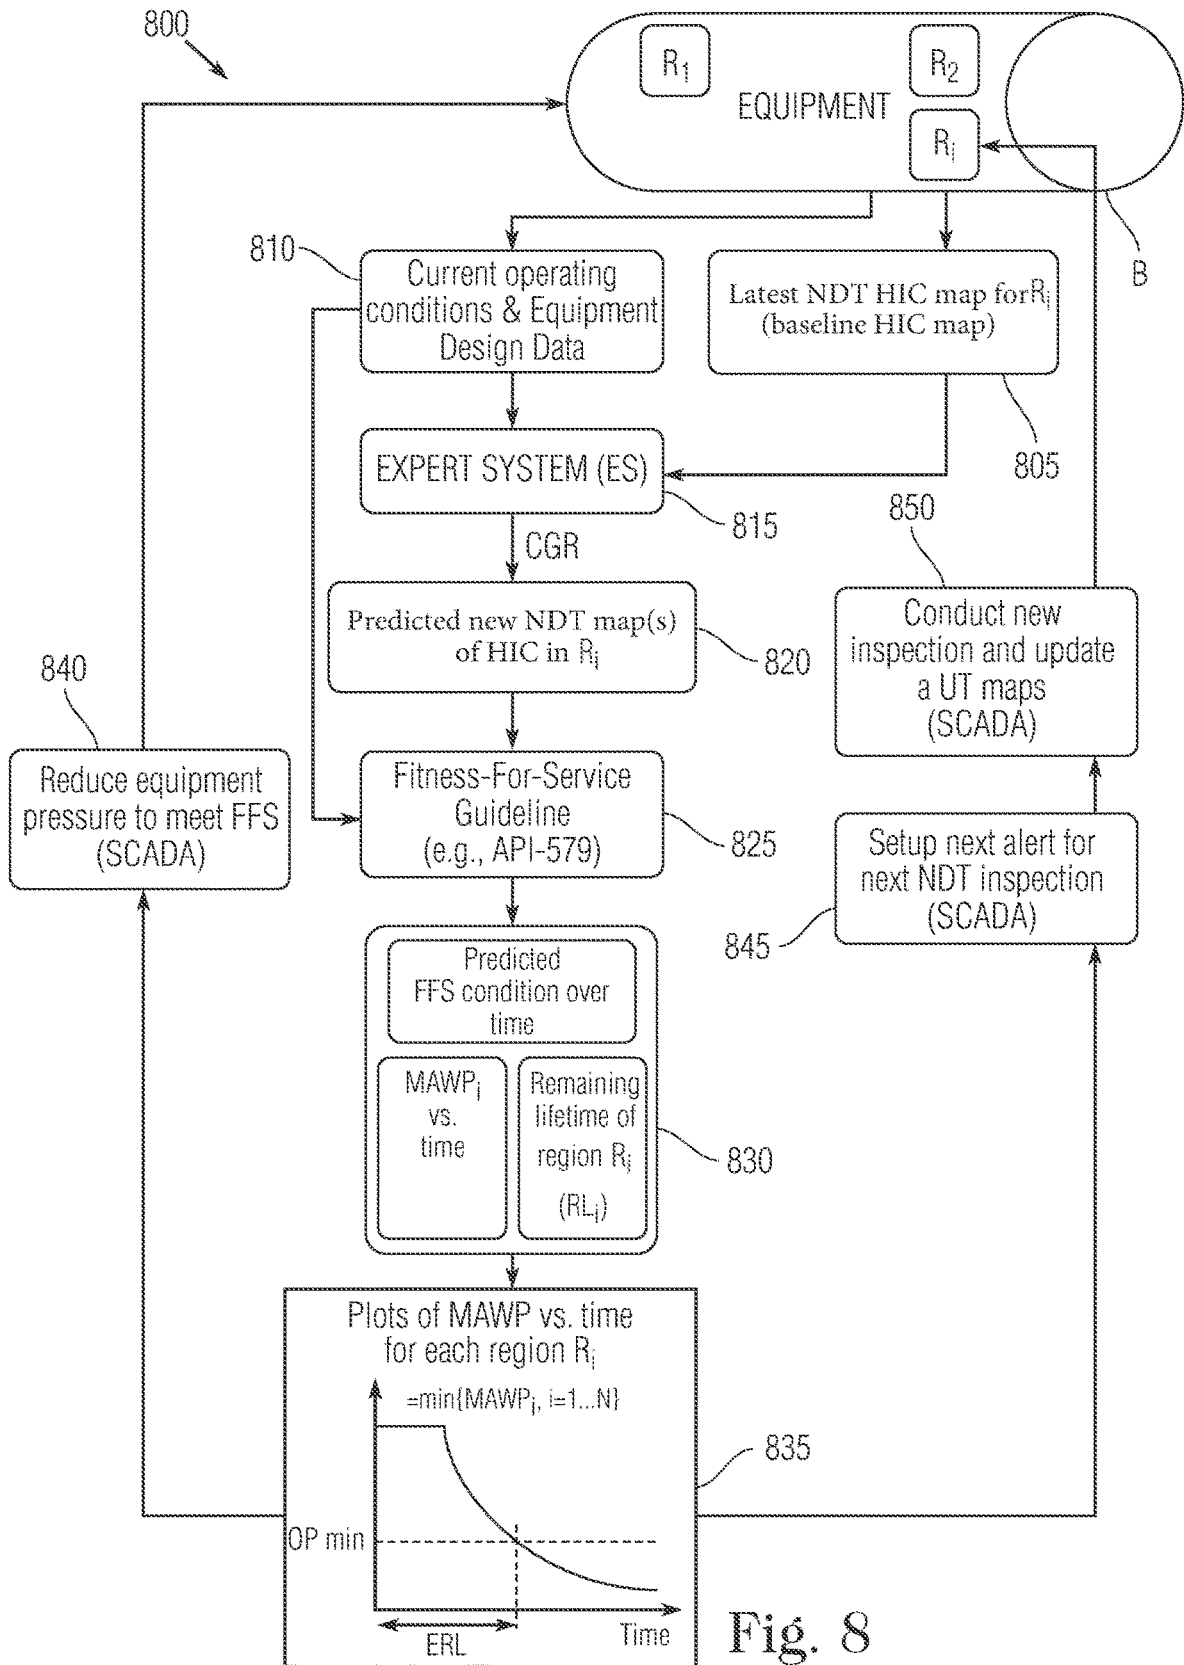 800
R1
R2
EQUIPMENT
Ri
B
810
Current operating
conditions & Equipment
Design Data
Latest NDT HIC map for Ri
(baseline HIC map)
805
EXPERT SYSTEM (ES)
815
CGR
850
Conduct new
inspection and update
a UT maps
(SCADA)
Predicted new NDT map(s)
of HIC in Ri
820
840
Reduce equipment
pressure to meet FFS
(SCADA)
Fitness-For-Service
Guideline
(e.g., API-579)
825
Setup next alert for
next NDT inspection
(SCADA)
845
Predicted
FFS condition over
time
MAWPi
vs.
time
Remaining
lifetime of
region Ri
(RLi)
830
Plots of MAWP vs. time
for each region Ri
=min{MAWPi, i=1...N}
835
OP min
ERL
Time
Fig. 8